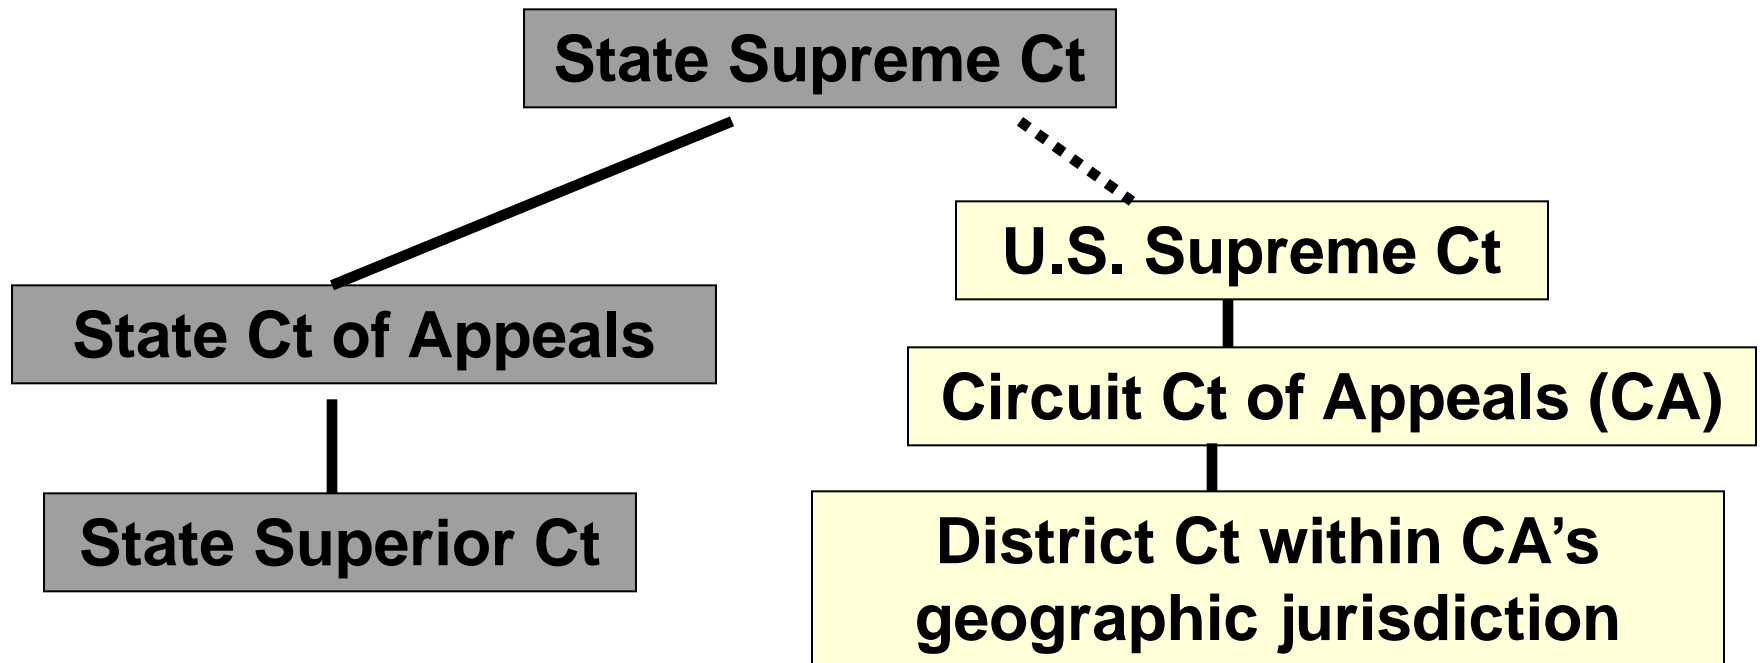 State Supreme Ct
U.S. Supreme Ct
State Ct of Appeals
Circuit Ct of Appeals (CA)
State Superior Ct
District Ct within CA’s
geographic jurisdiction